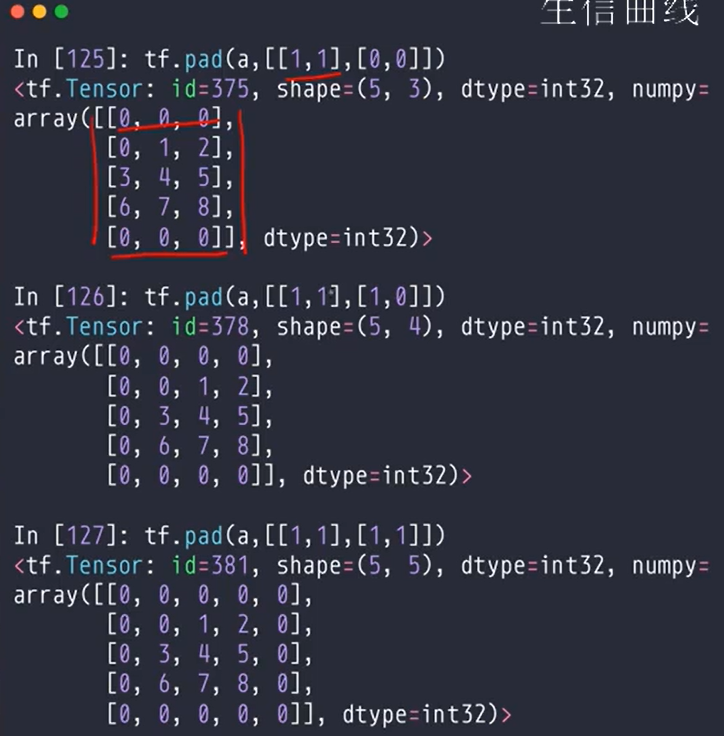 生信曲线
In [125]: tf.pad(a,[[1,1],[0,0]])
<tf.Tensor: id=375, shape=(5, 3), dtype=int32, numpy=
array([[0, 0, 0],
[0, 1, 2],
[3, 4, 5],
[6, 7, 8],
[0, 0, 0]], dtype=int32)>
In [126]: tf.pad(a,[[1,1],[1,0]])
<tf.Tensor: id=378, shape=(5, 4), dtype=int32, numpy=
array([[0, 0, 0, 0],
[0, 0, 1, 2],
[0, 3, 4, 5],
[0, 6, 7, 8],
[0, 0, 0, 0]], dtype=int32)>
In [127]: tf.pad(a,[[1,1],[1,1]])
<tf.Tensor: id=381, shape=(5, 5), dtype=int32, numpy=
array([[0, 0, 0, 0, 0],
[0, 0, 1, 2, 0],
[0, 3, 4, 5, 0],
[0, 6, 7, 8, 0],
[0, 0, 0, 0, 0]], dtype=int32)>